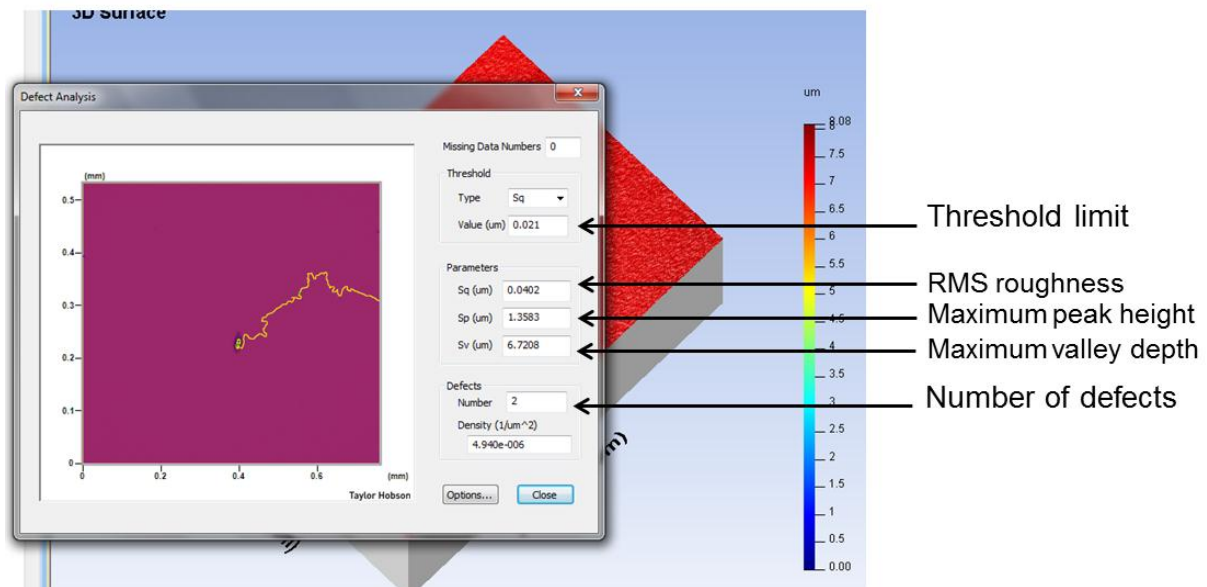 3D Surface
Defect Analysis
Missing Data Numbers 0
Threshold
Type Sq
Value (um) 0.021
Parameters
Sq (um) 0.0402
Sp (um) 1.3583
Sv (um) 6.7208
Defects
Number 2
Density (1/um^2)
4.940e-006
Options... Close
(mm)
0.5
0.4
0.3
0.2
0.1
0
0 0.2 0.4 0.6 (mm)
Taylor Hobson
um
8.08
8
7.5
7
6.5
6
5.5
5
4.5
4
3.5
3
2.5
2
1.5
1
0.5
0.00
Threshold limit
RMS roughness
Maximum peak height
Maximum valley depth
Number of defects